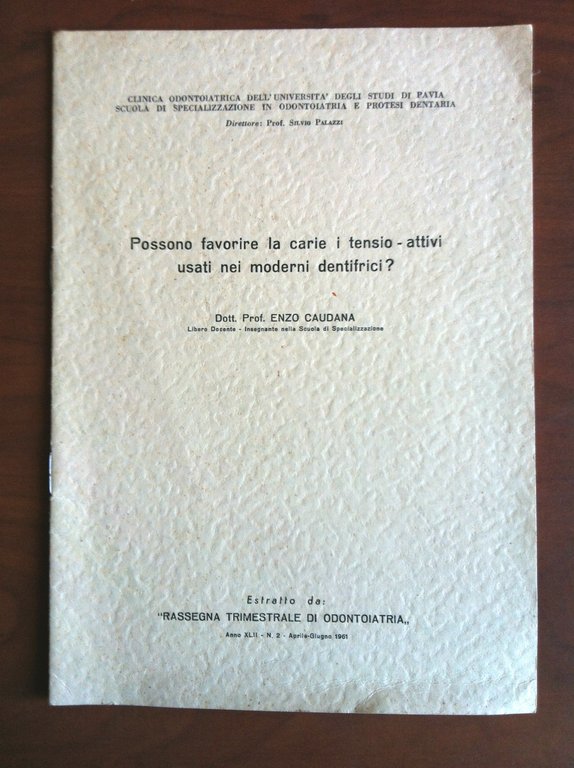 CLINICA ODONTOIATRICA DELL'UNIVERSITA' DEGLI STUDI DI PAVIA
SCUOLA DI SPECIALIZZAZIONE IN ODONTOIATRIA E PROTESI DENTARIA
Direttore: Prof. SILVIO PALAZZI
Possono favorire la carie i tensio-attivi
usati nei moderni dentifrici?
Dott. Prof. ENZO CAUDANA
Libero Docente - Insegnante nella Scuola di Specializzazione
Estratto da:
"RASSEGNA TRIMESTRALE DI ODONTOIATRIA„
Anno XLII - N. 2 - Aprile-Giugno 1961